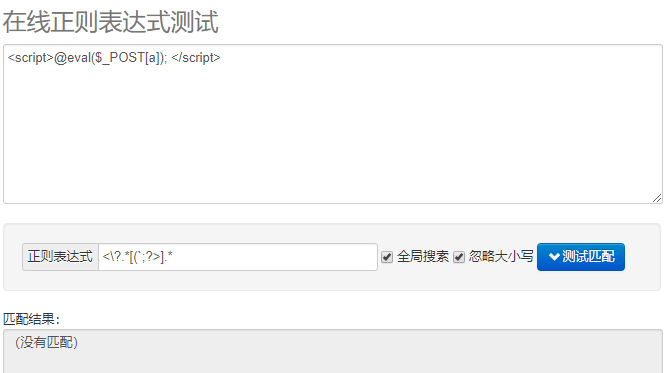 在线正则表达式测试
<script>@eval($_POST[a]); </script>
正则表达式 <\?.*[(`;?>].* 全局搜索 忽略大小写 测试匹配
匹配结果：
（没有匹配）